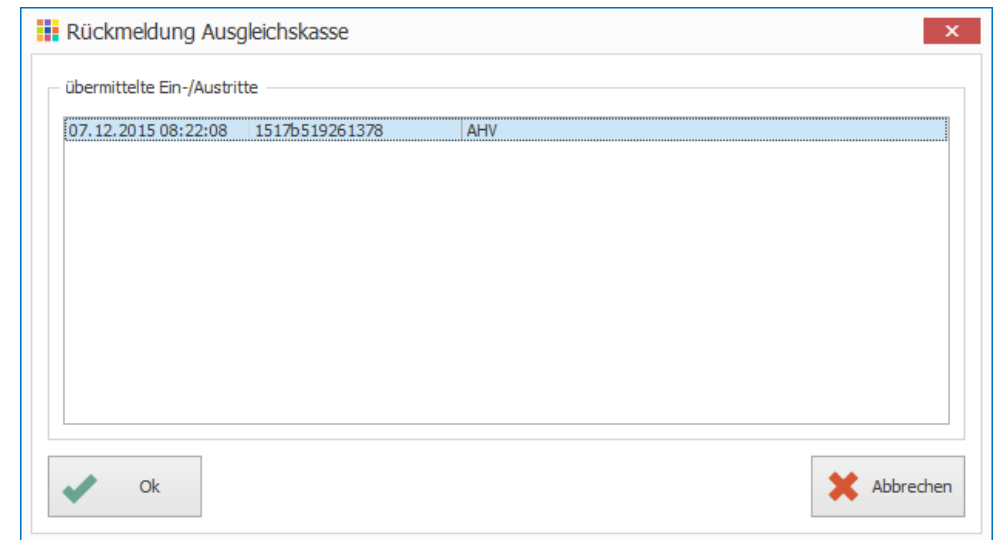 Rückmeldung Ausgleichskasse
übermittelte Ein-/Austritte
07.12.2015 08:22:08 1517b519261378 AHV
Ok Abbrechen